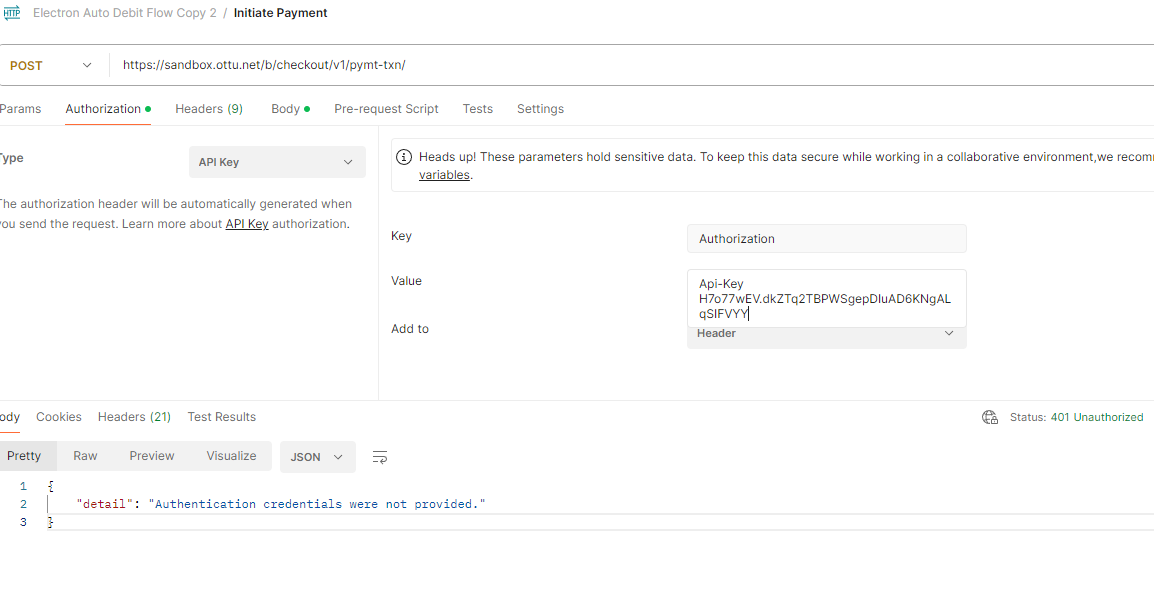 HTTP Electron Auto Debit Flow Copy 2 / Initiate Payment
POST https://sandbox.ottu.net/b/checkout/v1/pymt-txn/
Params Authorization Headers (9) Body Pre-request Script Tests Settings
Type API Key
Heads up! These parameters hold sensitive data. To keep this data secure while working in a collaborative environment,we recom
variables.
The authorization header will be automatically generated when
you send the request. Learn more about API Key authorization.
Key Authorization
Value Api-Key
H7o77wEV.dkZTq2TBPWSgepDIuAD6KNgAL
qSIFVYY
Add to Header
ody Cookies Headers (21) Test Results Status: 401 Unauthorized
Pretty Raw Preview Visualize JSON
1 {
2 "detail": "Authentication credentials were not provided."
3 }